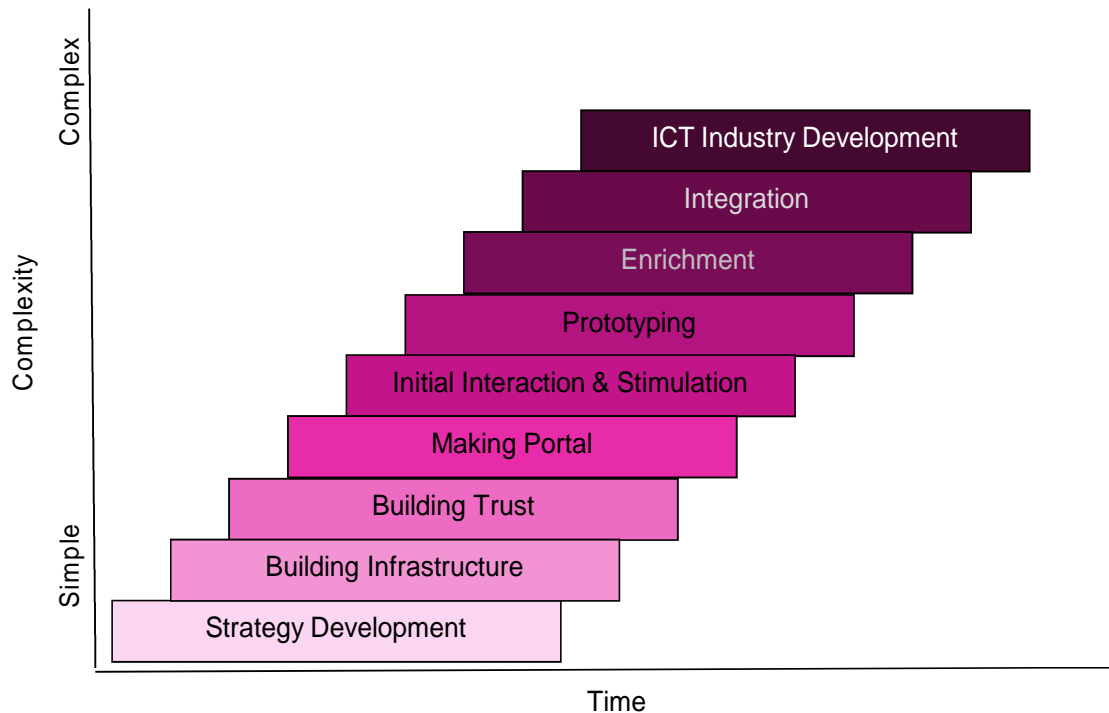 Complex
ICT Industry Development
Integration
Enrichment
Complexity
Prototyping
Initial Interaction & Stimulation
Making Portal
Building Trust
Simple
Building Infrastructure
Strategy Development
Time